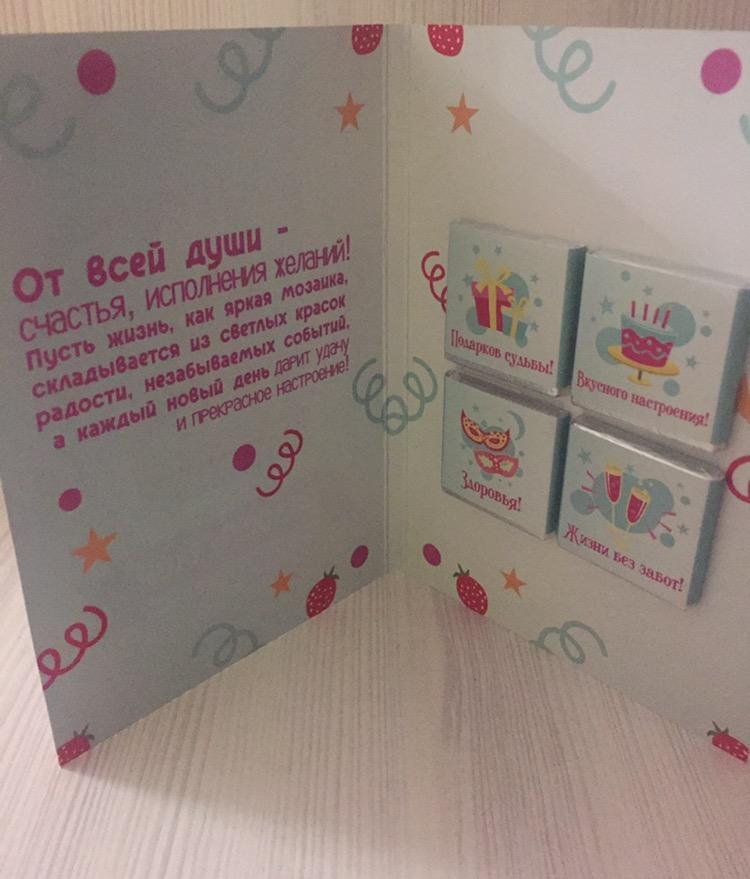 От всей души -
счастья, исполнения желаний!
Пусть жизнь, как яркая мозаика,
складывается из светлых красок
радости, незабываемых событий,
а каждый новый день дарит удачу
и прекрасное настроение!
Подарков судьбы!
Вкусного настроения!
Здоровья!
Жизни без забот!